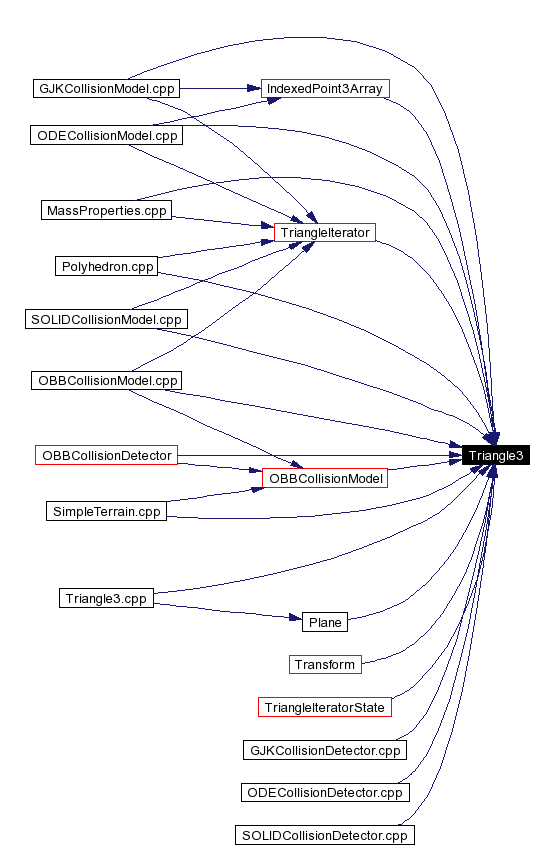 GJKCollisionModel.cpp
IndexedPoint3Array
ODECollisionModel.cpp
MassProperties.cpp
TriangleIterator
Polyhedron.cpp
SOLIDCollisionModel.cpp
OBBCollisionModel.cpp
OBBCollisionDetector
Triangle3
OBBCollisionModel
SimpleTerrain.cpp
Triangle3.cpp
Plane
Transform
TriangleIteratorState
GJKCollisionDetector.cpp
ODECollisionDetector.cpp
SOLIDCollisionDetector.cpp